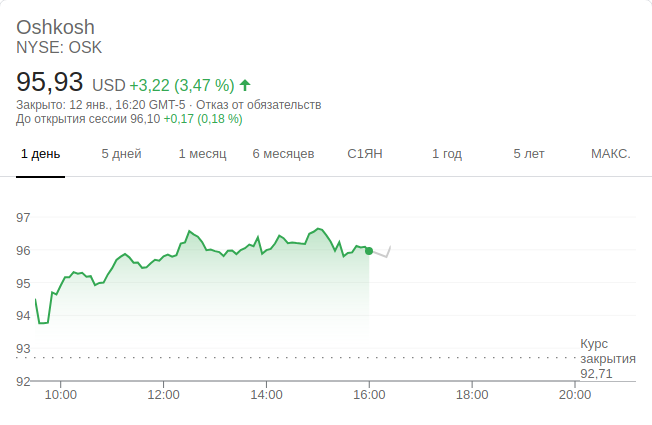 Oshkosh
NYSE: OSK
95,93 USD +3,22 (3,47 %)
Закрыто: 12 янв., 16:20 GMT-5 · Отказ от обязательств
До открытия сессии 96,10 +0,17 (0,18 %)
1 день 5 дней 1 месяц 6 месяцев С1ЯН 1 год 5 лет МАКС.
97
96
95
94
93
92
Курс
закрытия
92,71
10:00 12:00 14:00 16:00 18:00 20:00